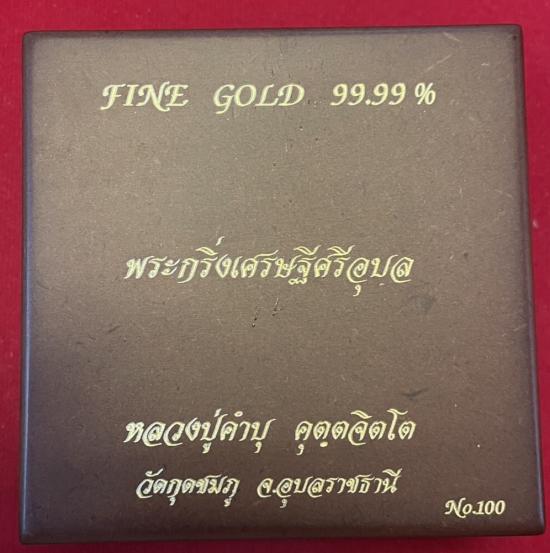 FINE GOLD 99.99%
พระกริ่งเศรษฐีศรีอุบล
หลวงปู่คำบุ คุตฺตจิตโต
วัดกุดชมภู จ.อุบลราชธานี
No.100